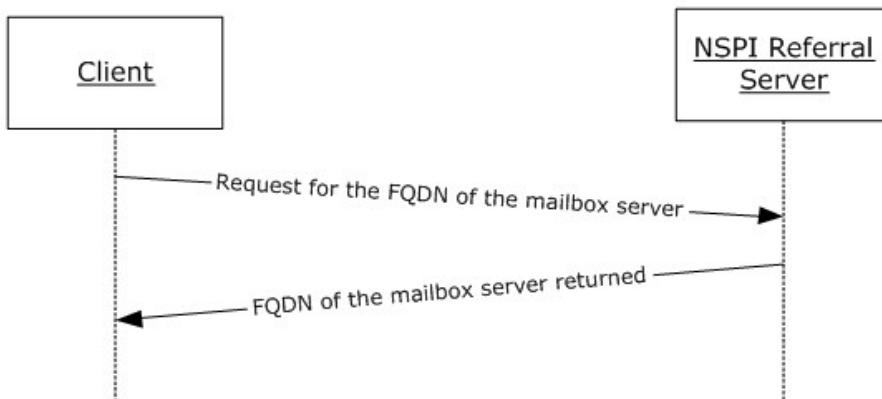 Client
NSPI Referral
Server
Request for the FQDN of the mailbox server
FQDN of the mailbox server returned